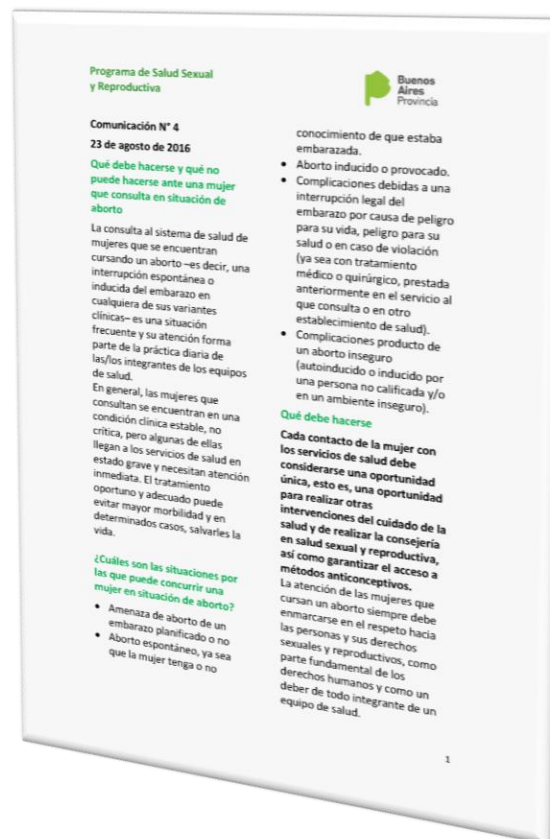 Programa de Salud Sexual
y Reproductiva
Buenos
Aires
Provincia
Comunicación N° 4
23 de agosto de 2016
Qué debe hacerse y qué no
puede hacerse ante una mujer
que consulta en situación de
aborto
La consulta al sistema de salud de
mujeres que se encuentran
cursando un aborto –es decir, una
interrupción espontánea o
inducida del embarazo en
cualquiera de sus variantes
clínicas– es una situación
frecuente y su atención forma
parte de la práctica diaria de
las/los integrantes de los equipos
de salud.
En general, las mujeres que
consultan se encuentran en una
condición clínica estable, no
crítica, pero algunas de ellas
llegan a los servicios de salud en
estado grave y necesitan atención
inmediata. El tratamiento
oportuno y adecuado puede
evitar mayor morbilidad y en
determinados casos, salvarles la
vida.
¿Cuáles son las situaciones por
las que puede concurrir una
mujer en situación de aborto?
• Amenaza de aborto de un
embarazo planificado o no
• Aborto espontáneo, ya sea
que la mujer tenga o no
conocimiento de que estaba
embarazada.
• Aborto inducido o provocado.
• Complicaciones debidas a una
interrupción legal del
embarazo por causa de peligro
para su vida, peligro para su
salud o en caso de violación
(ya sea con tratamiento
médico o quirúrgico, prestada
anteriormente en el servicio al
que consulta o en otro
establecimiento de salud).
• Complicaciones producto de
un aborto inseguro
(autoinducido o inducido por
una persona no calificada y/o
en un ambiente inseguro).
Qué debe hacerse
Cada contacto de la mujer con
los servicios de salud debe
considerarse una oportunidad
única, esto es, una oportunidad
para realizar otras
intervenciones del cuidado de la
salud y de realizar la consejería
en salud sexual y reproductiva,
así como garantizar el acceso a
métodos anticonceptivos.
La atención de las mujeres que
cursan un aborto siempre debe
enmarcarse en el respeto hacia
las personas y sus derechos
sexuales y reproductivos, como
parte fundamental de los
derechos humanos y como un
deber de todo integrante de un
equipo de salud.
1